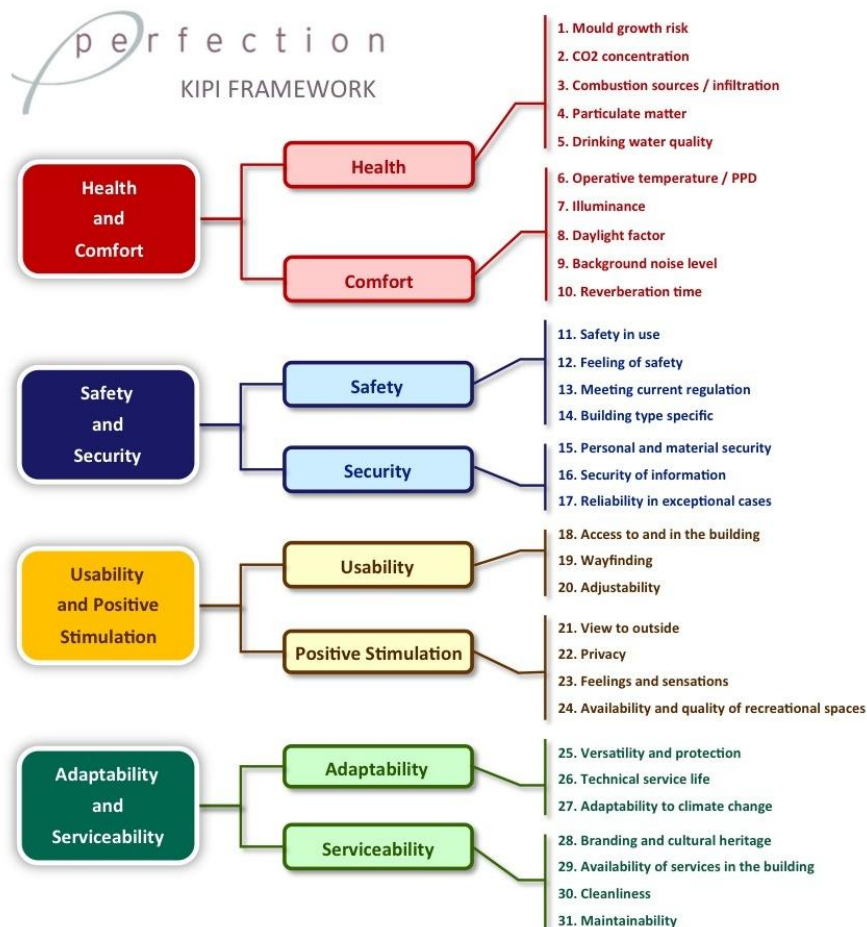 perfection
KIPI FRAMEWORK
Health
and
Comfort
Health
1. Mould growth risk
2. CO2 concentration
3. Combustion sources / infiltration
4. Particulate matter
5. Drinking water quality
Comfort
6. Operative temperature / PPD
7. Illuminance
8. Daylight factor
9. Background noise level
10. Reverberation time
Safety
and
Security
Safety
11. Safety in use
12. Feeling of safety
13. Meeting current regulation
14. Building type specific
Security
15. Personal and material security
16. Security of information
17. Reliability in exceptional cases
Usability
and Positive
Stimulation
Usability
18. Access to and in the building
19. Wayfinding
20. Adjustability
Positive Stimulation
21. View to outside
22. Privacy
23. Feelings and sensations
24. Availability and quality of recreational spaces
Adaptability
and
Serviceability
Adaptability
25. Versatility and protection
26. Technical service life
27. Adaptability to climate change
Serviceability
28. Branding and cultural heritage
29. Availability of services in the building
30. Cleanliness
31. Maintainability